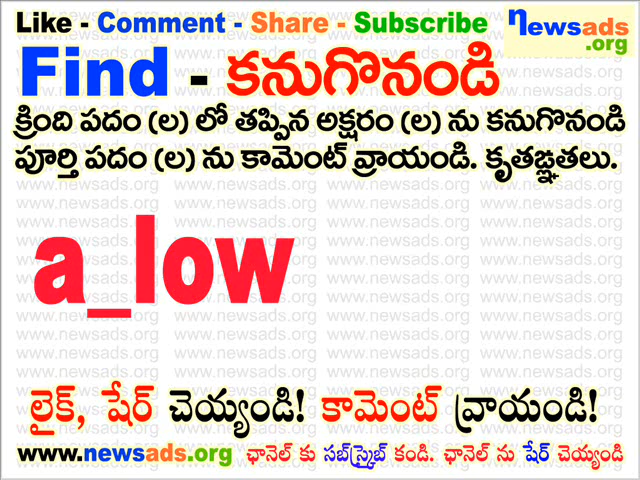 Like - Comment - Share - Subscribe
newsads
.org
Find - కనుగొనండి
క్రింది పదం (ల) లో తప్పిన అక్షరం (ల) ను కనుగొనండి
పూర్తి పదం (ల) ను కామెంట్ వ్రాయండి. కృతఙ్ఞతలు.
a_low
లైక్, షేర్ చెయ్యండి! కామెంట్ వ్రాయండి!
www.newsads.org ఛానెల్ కు సబ్‌స్క్రైబ్ కండి. ఛానెల్ ను షేర్ చెయ్యండి